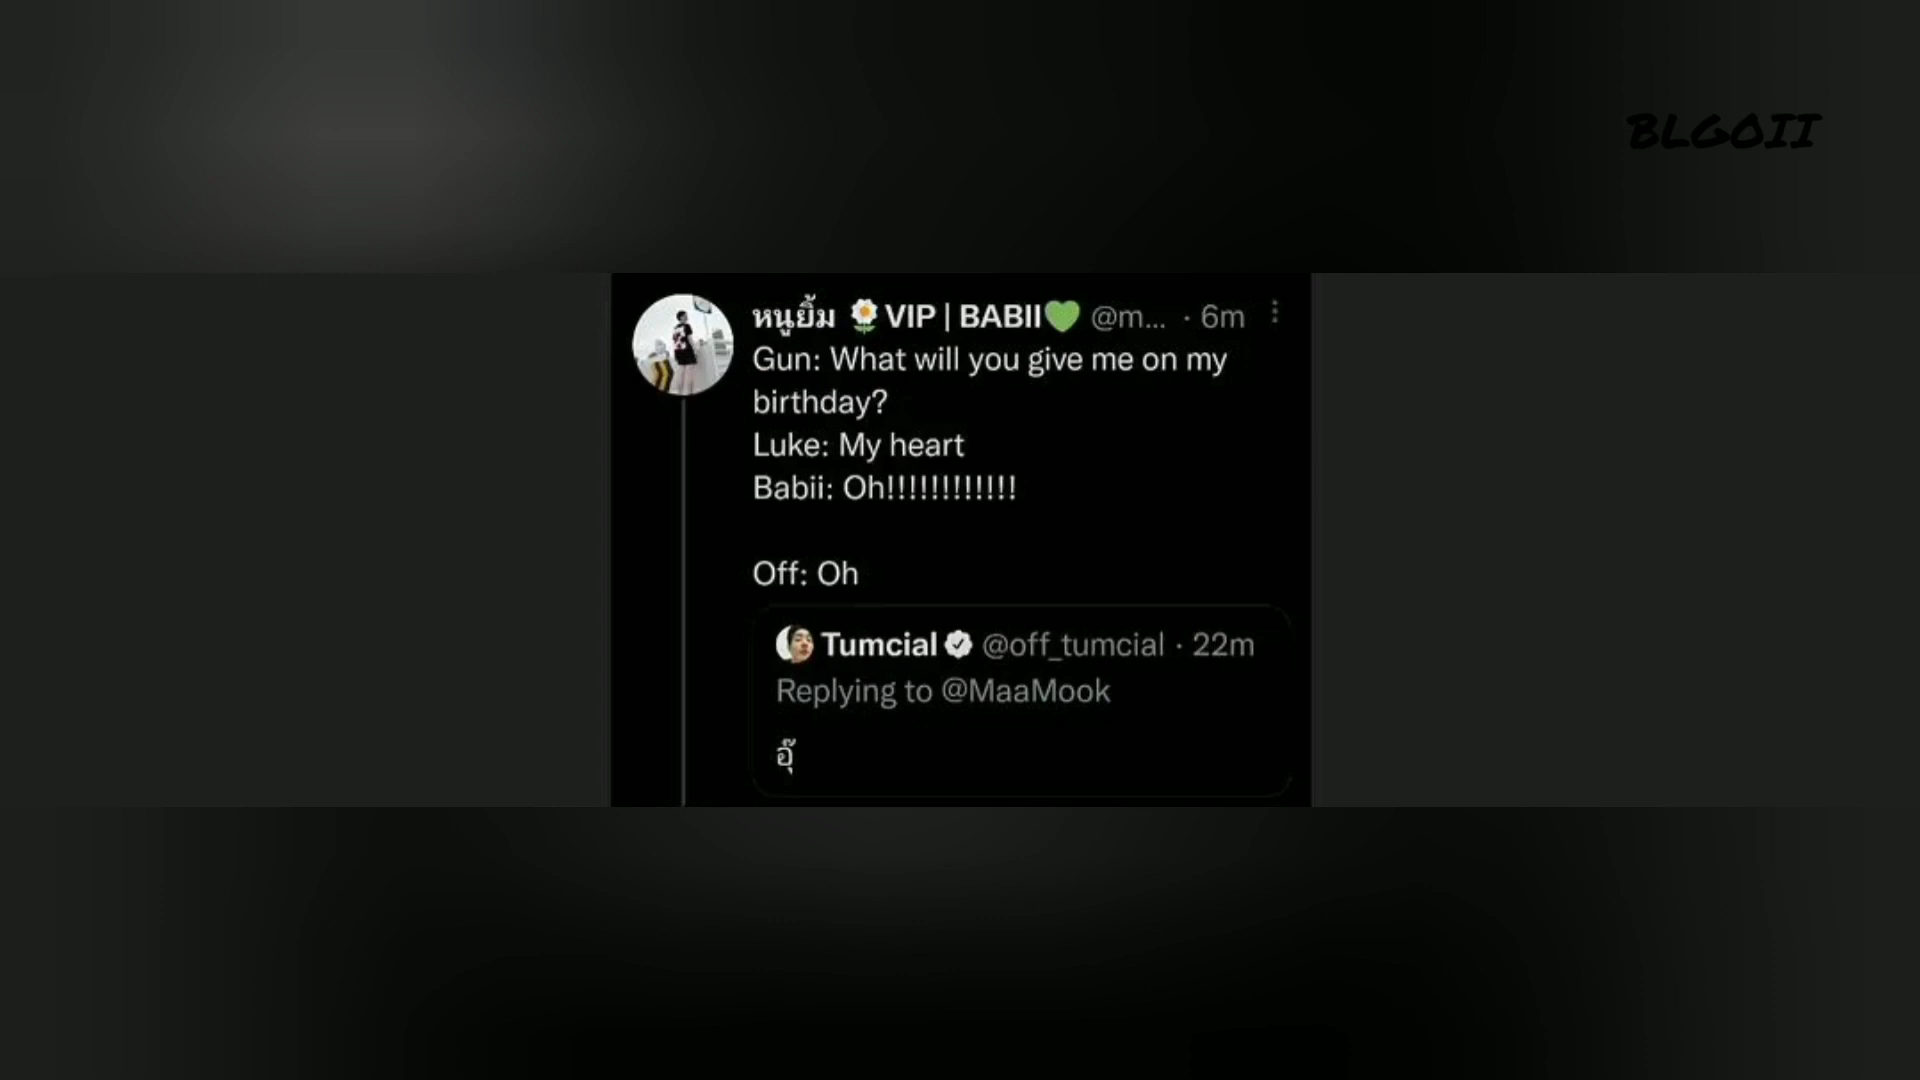 BLGOII
หนูยิ้ม 🌼VIP | BABII💚 @m... · 6m
Gun: What will you give me on my
birthday?
Luke: My heart
Babii: Oh!!!!!!!!!!!!!
Off: Oh
Tumcial @off_tumcial · 22m
Replying to @MaaMook
อุ๊